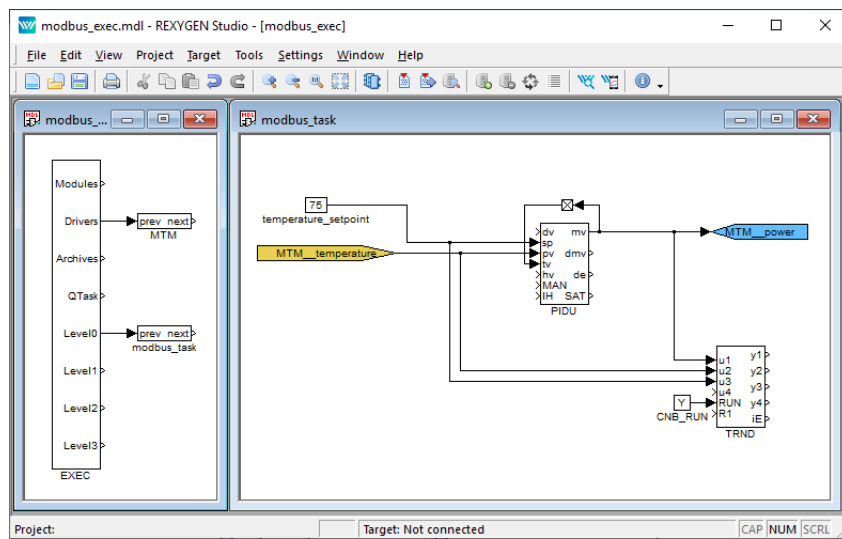 modbus_exec.mdl - REXYGEN Studio - [modbus_exec]
File Edit View Project Target Tools Settings Window Help
modbus_...
Modules
Drivers
prev next
MTM
Archives
QTask
Level0
prev next
modbus_task
Level1
Level2
Level3
EXEC
modbus_task
75
temperature_setpoint
MTM__temperature
dv mv
sp
pv dmv
tv
hv de
MAN
IH SAT
PIDU
MTM__power
u1 y1
u2 y2
u3 y3
u4
RUN y4
R1 iE
TRND
Y
CNB_RUN
Project:
Target: Not connected
CAP NUM SCRL